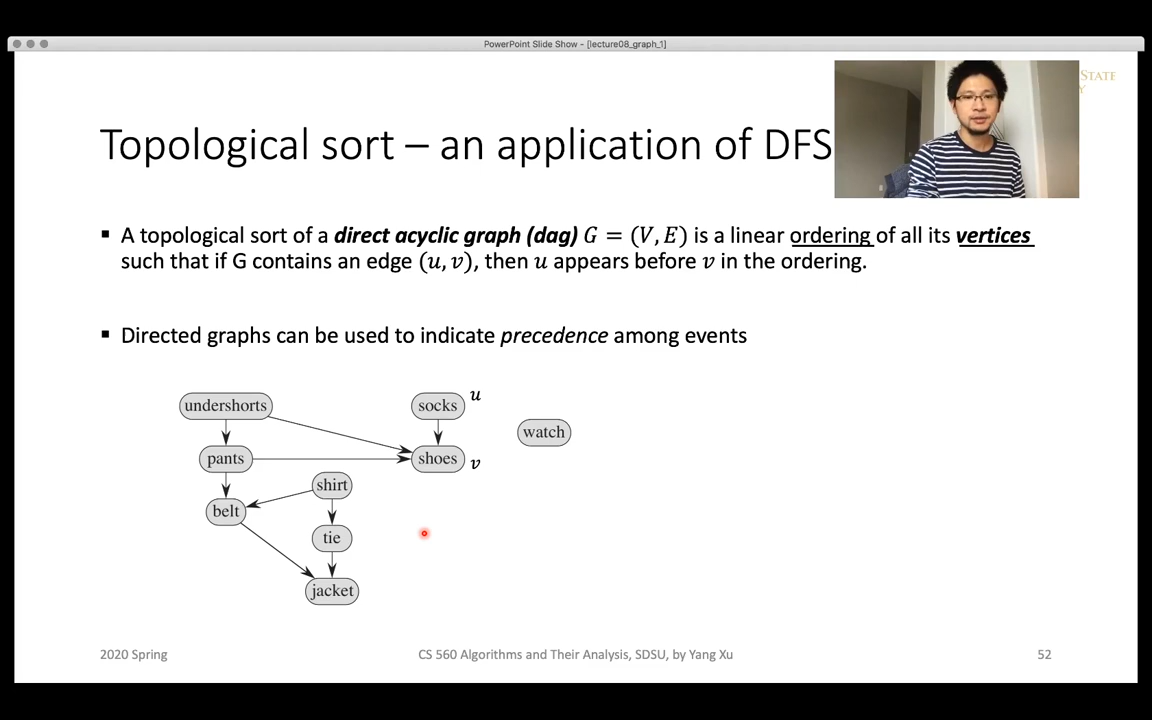 PowerPoint Slide Show - [lecture08_graph_1]
STATE
Y
Topological sort – an application of DFS
▪ A topological sort of a direct acyclic graph (dag) G = (V, E) is a linear ordering of all its vertices
such that if G contains an edge (u, v), then u appears before v in the ordering.
▪ Directed graphs can be used to indicate precedence among events
undershorts
socks
u
watch
pants
shoes
v
shirt
belt
tie
jacket
2020 Spring
CS 560 Algorithms and Their Analysis, SDSU, by Yang Xu
52